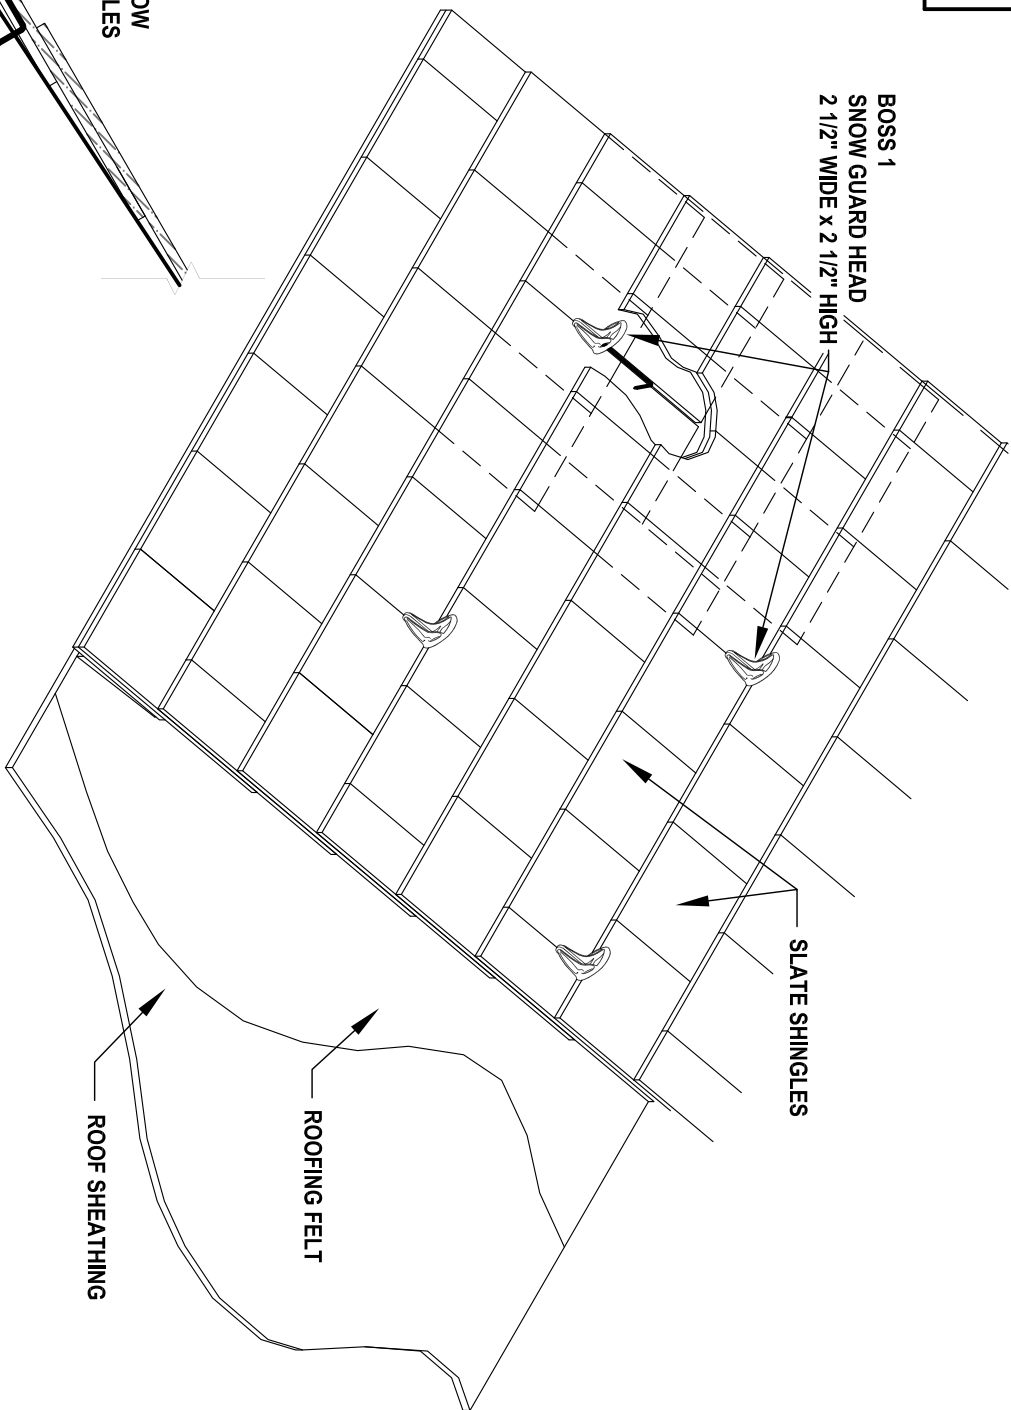 BOSS 1
SNOW GUARD HEAD
2 1/2" WIDE x 2 1/2" HIGH
SLATE SHINGLES
ROOFING FELT
ROOF SHEATHING